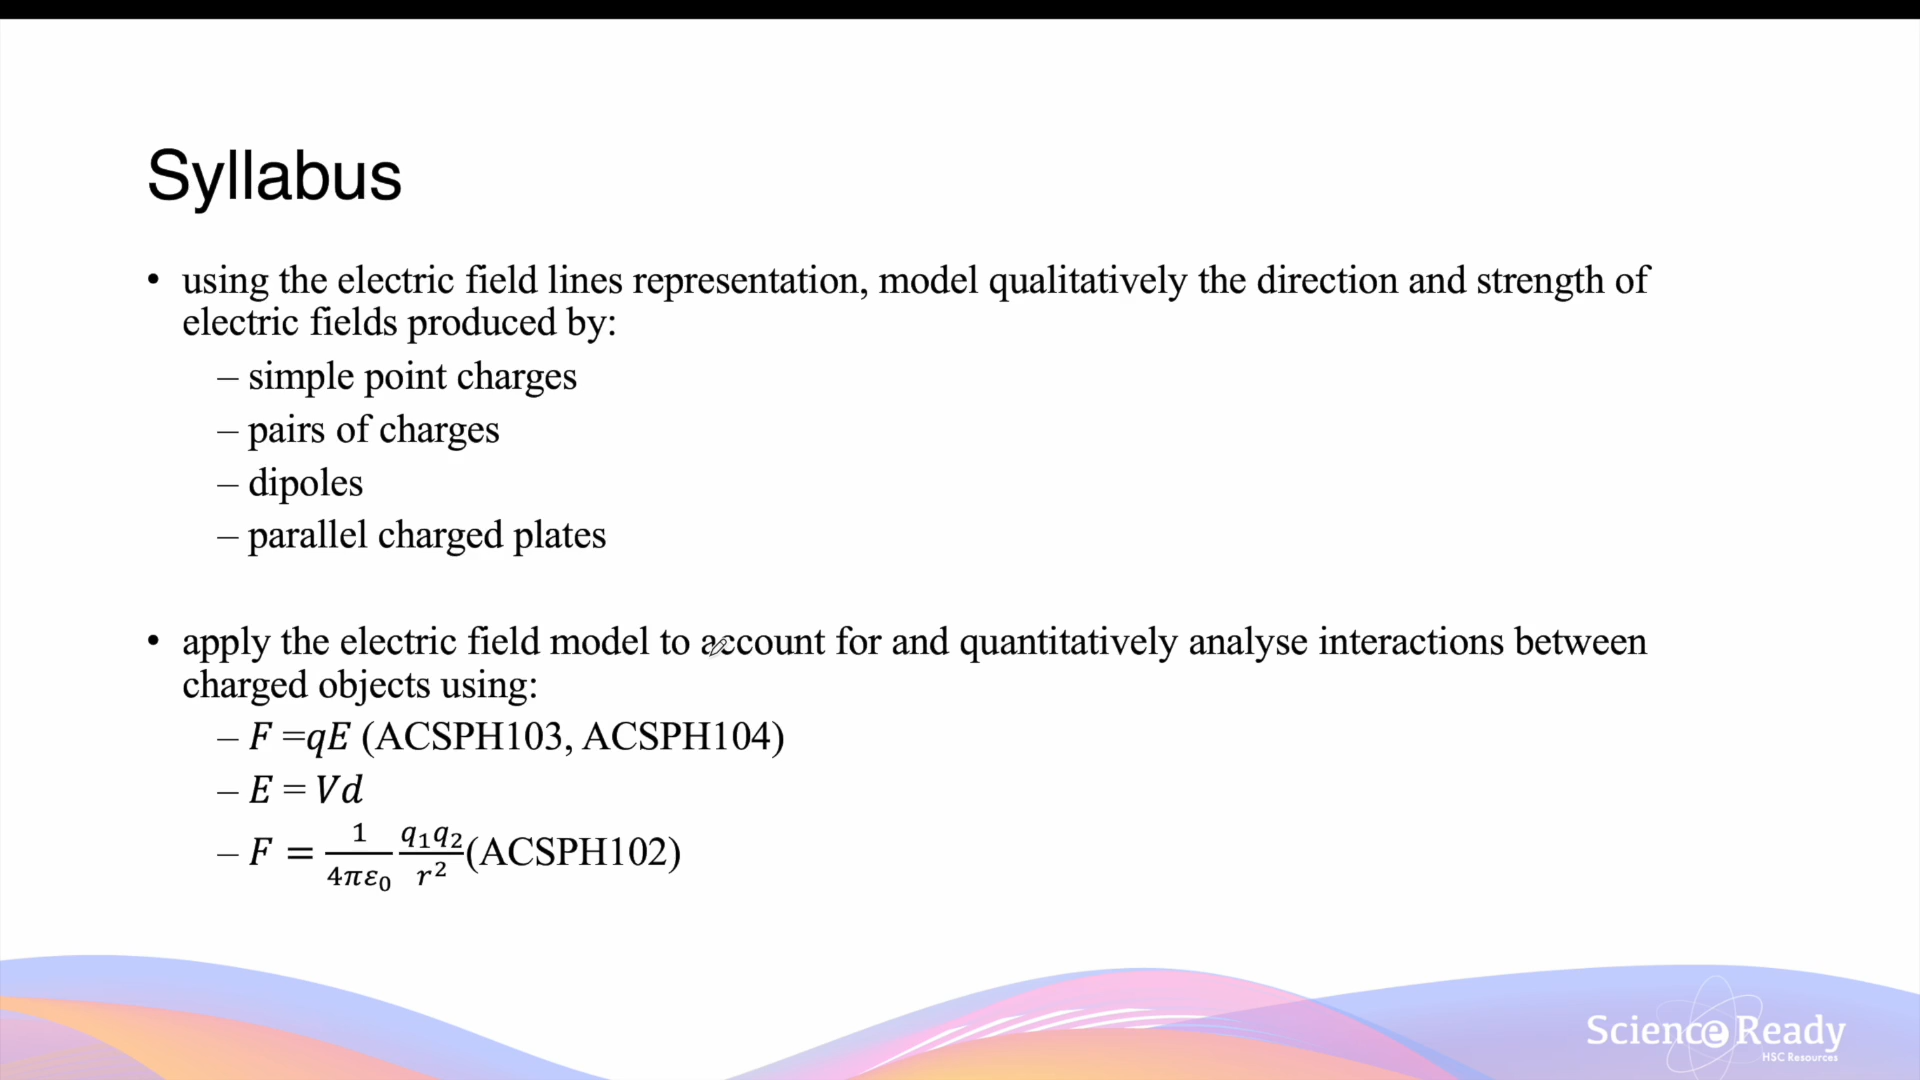 Syllabus
• using the electric field lines representation, model qualitatively the direction and strength of
electric fields produced by:
– simple point charges
– pairs of charges
– dipoles
– parallel charged plates
• apply the electric field model to account for and quantitatively analyse interactions between
charged objects using:
– F =qE (ACSPH103, ACSPH104)
– E = Vd
– F = \frac{1}{4πε₀} \frac{q₁q₂}{r²}(ACSPH102)
Science Ready
HSC Resources